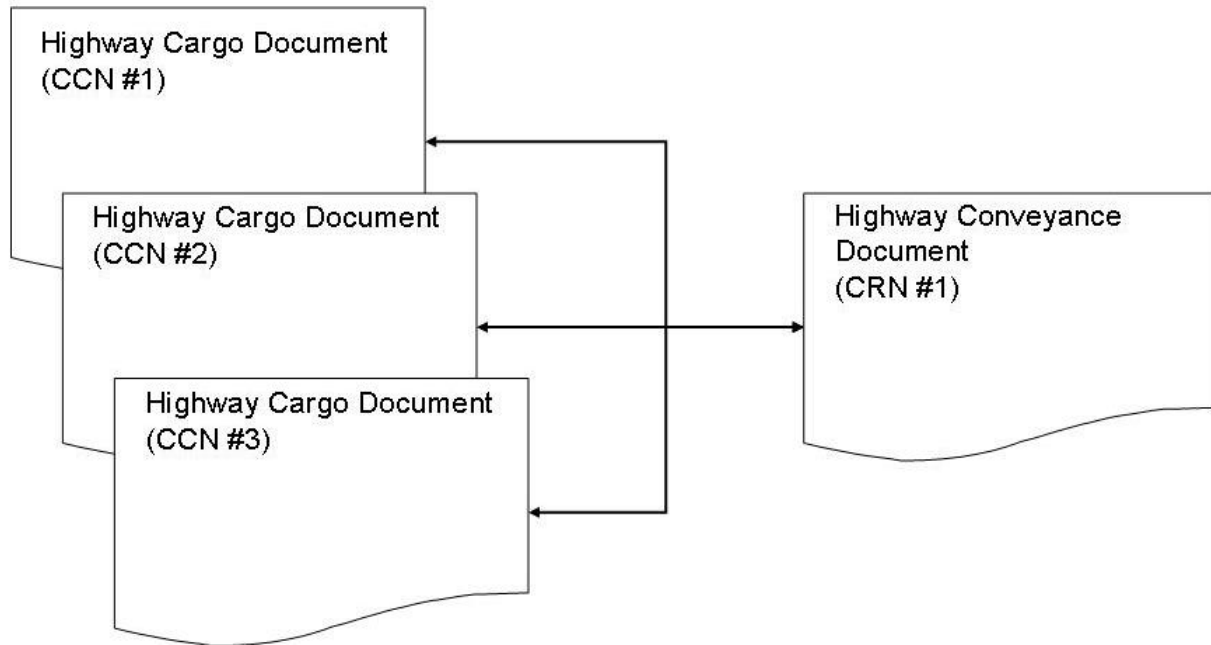 Highway Cargo Document
(CCN #1)
Highway Cargo Document
(CCN #2)
Highway Cargo Document
(CCN #3)
Highway Conveyance
Document
(CRN #1)